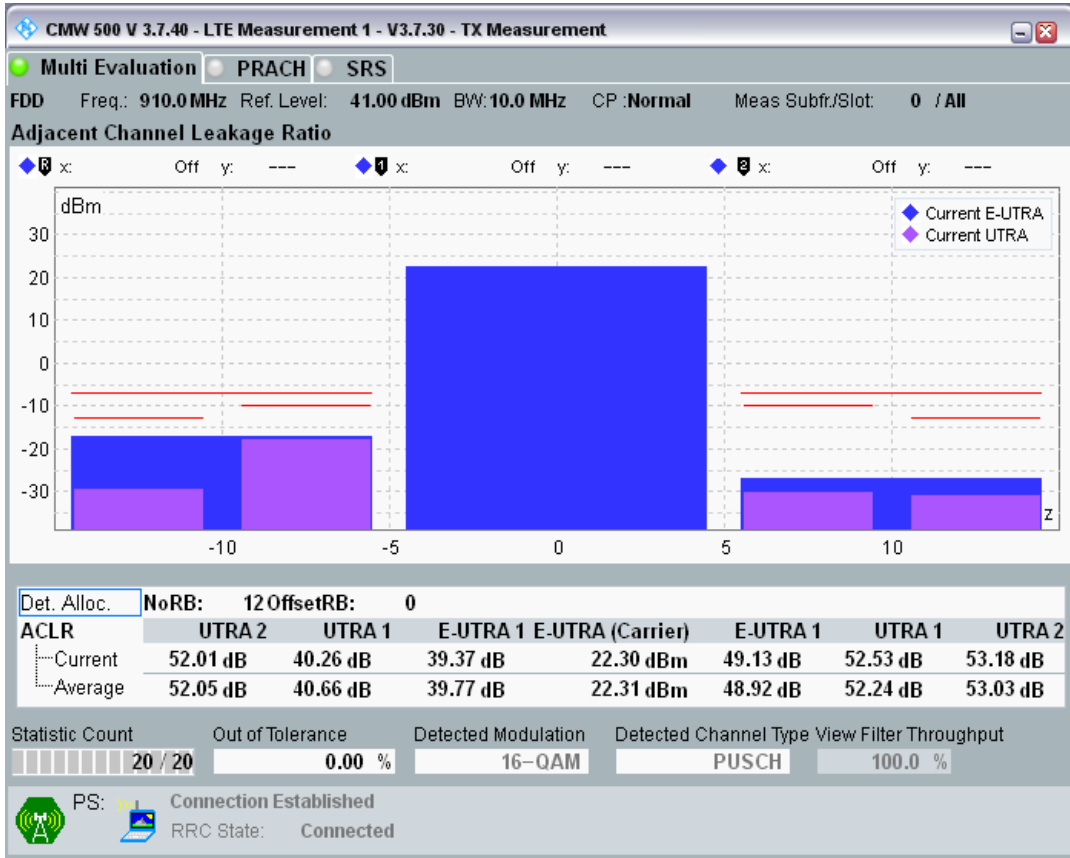 CMW 500 V 3.7.40 - LTE Measurement 1 - V3.7.30 - TX Measurement
Multi Evaluation PRACH SRS
FDD Freq.: 910.0 MHz Ref. Level: 41.00 dBm BW: 10.0 MHz CP :Normal Meas Subfr./Slot: 0 / All
Adjacent Channel Leakage Ratio
R x: Off y: --- 1 x: Off y: --- 2 x: Off y: ---
dBm
Current E-UTRA
Current UTRA
30
20
10
0
-10
-20
-30
z
-10 -5 0 5 10
Det. Alloc. NoRB: 12 OffsetRB: 0
ACLR UTRA 2 UTRA 1 E-UTRA 1 E-UTRA (Carrier) E-UTRA 1 UTRA 1 UTRA 2
Current 52.01 dB 40.26 dB 39.37 dB 22.30 dBm 49.13 dB 52.53 dB 53.18 dB
Average 52.05 dB 40.66 dB 39.77 dB 22.31 dBm 48.92 dB 52.24 dB 53.03 dB
Statistic Count Out of Tolerance Detected Modulation Detected Channel Type View Filter Throughput
20 / 20 0.00 % 16-QAM PUSCH 100.0 %
PS: Connection Established
RRC State: Connected